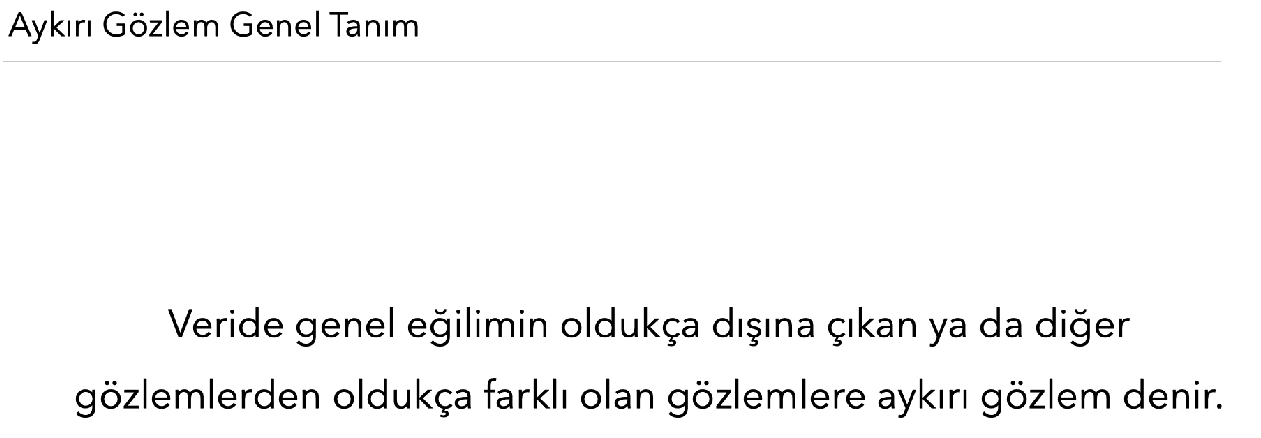 Aykırı Gözlem Genel Tanım
Veride genel eğilimin oldukça dışına çıkan ya da diğer
gözlemlerden oldukça farklı olan gözlemlere aykırı gözlem denir.